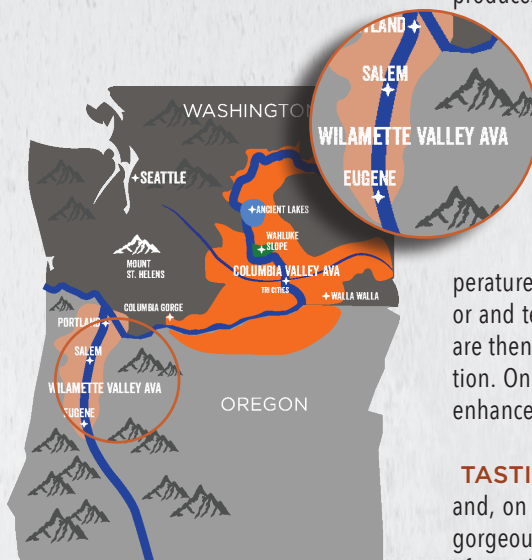 produce
TLAND
SALEM
WILAMETTE VALLEY AVA
EUGENE
WASHINGTON
SEATTLE
ANCIENT LAKES
WAHLUKE
SLOPE
MOUNT
ST. HELENS
COLUMBIA VALLEY AVA
TRI CITIES
WALLA WALLA
COLUMBIA GORGE
PORTLAND
SALEM
WILAMETTE VALLEY AVA
EUGENE
OREGON
perature
or and te
are then
tion. On
enhance
TASTI
and, on
gorgeou